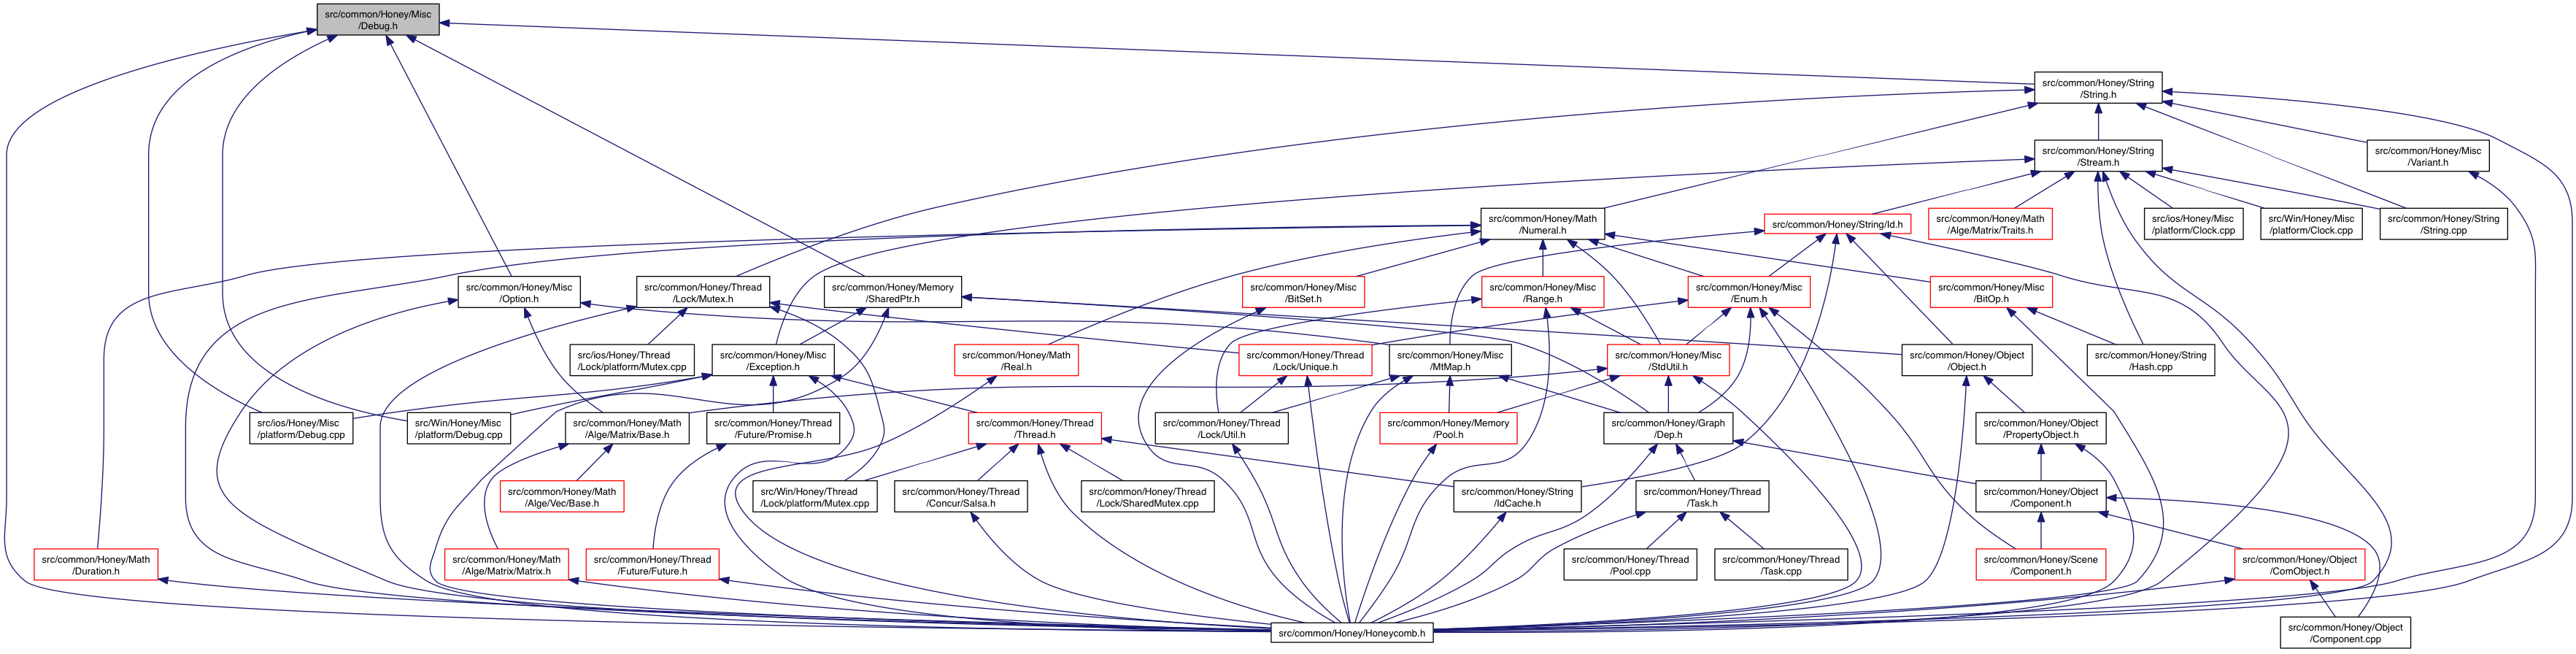 src/common/Honey/Misc
/Debug.h
src/common/Honey/String
/String.h
src/common/Honey/String
/Stream.h
src/common/Honey/Misc
/Variant.h
src/common/Honey/Math
/Numeral.h
src/common/Honey/String/Id.h
src/common/Honey/Math
/Alge/Matrix/Traits.h
src/ios/Honey/Misc
/platform/Clock.cpp
src/Win/Honey/Misc
/platform/Clock.cpp
src/common/Honey/String
/String.cpp
src/common/Honey/Misc
/Option.h
src/common/Honey/Thread
/Lock/Mutex.h
src/common/Honey/Memory
/SharedPtr.h
src/common/Honey/Misc
/BitSet.h
src/common/Honey/Misc
/Range.h
src/common/Honey/Misc
/Enum.h
src/common/Honey/Misc
/BitOp.h
src/ios/Honey/Thread
/Lock/platform/Mutex.cpp
src/common/Honey/Misc
/Exception.h
src/common/Honey/Math
/Real.h
src/common/Honey/Thread
/Lock/Unique.h
src/common/Honey/Misc
/MtMap.h
src/common/Honey/Misc
/StdUtil.h
src/common/Honey/Object
/Object.h
src/common/Honey/String
/Hash.cpp
src/ios/Honey/Misc
/platform/Debug.cpp
src/Win/Honey/Misc
/platform/Debug.cpp
src/common/Honey/Math
/Alge/Matrix/Base.h
src/common/Honey/Thread
/Future/Promise.h
src/common/Honey/Thread
/Thread.h
src/common/Honey/Thread
/Lock/Util.h
src/common/Honey/Memory
/Pool.h
src/common/Honey/Graph
/Dep.h
src/common/Honey/Object
/PropertyObject.h
src/common/Honey/Math
/Alge/Vec/Base.h
src/Win/Honey/Thread
/Lock/platform/Mutex.cpp
src/common/Honey/Thread
/Concur/Salsa.h
src/common/Honey/Thread
/Lock/SharedMutex.cpp
src/common/Honey/String
/IdCache.h
src/common/Honey/Thread
/Task.h
src/common/Honey/Object
/Component.h
src/common/Honey/Math
/Duration.h
src/common/Honey/Math
/Alge/Matrix/Matrix.h
src/common/Honey/Thread
/Future/Future.h
src/common/Honey/Thread
/Pool.cpp
src/common/Honey/Thread
/Task.cpp
src/common/Honey/Scene
/Component.h
src/common/Honey/Object
/ComObject.h
src/common/Honey/Honeycomb.h
src/common/Honey/Object
/Component.cpp